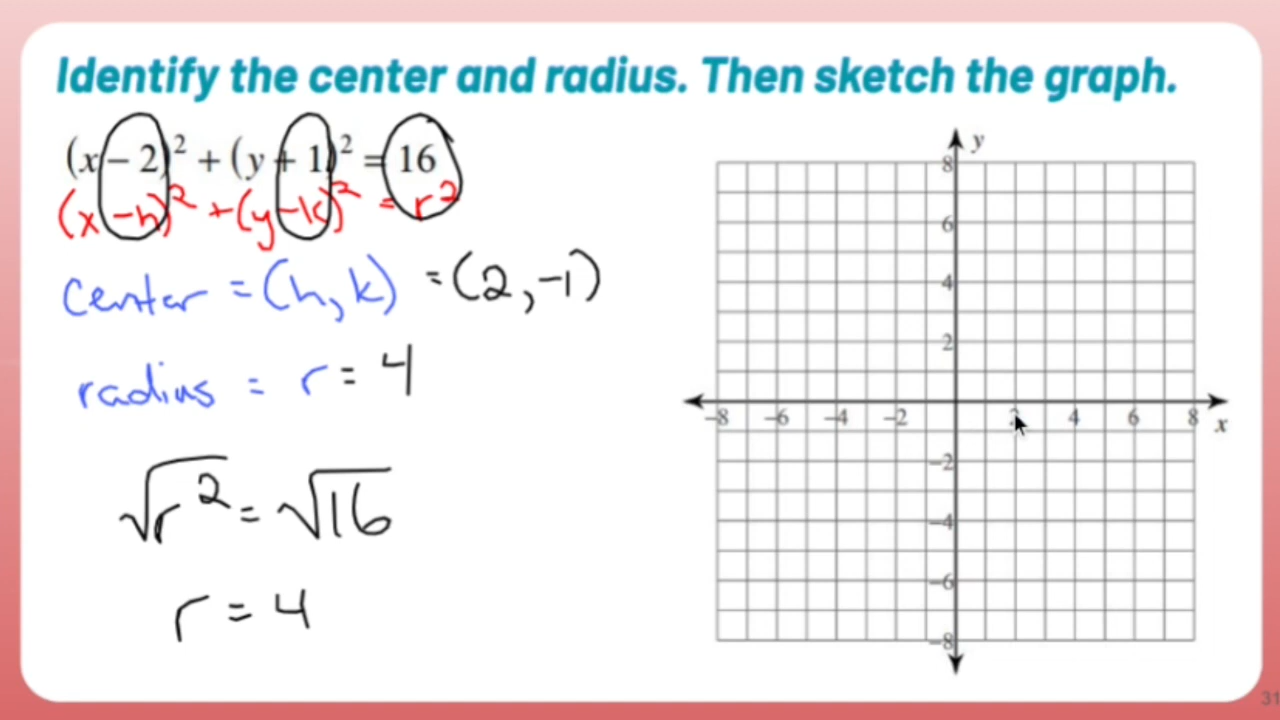 Identify the center and radius. Then sketch the graph.
(x − 2)² + (y + 1)² = 16
(x - h)² + (y - k)² = r²
center = (h, k) = (2, -1)
radius = r = 4
√r² = √16
r = 4
y
8
6
4
2
−8 −6 −4 −2 2 4 6 8 x
−2
−4
−6
−8
31